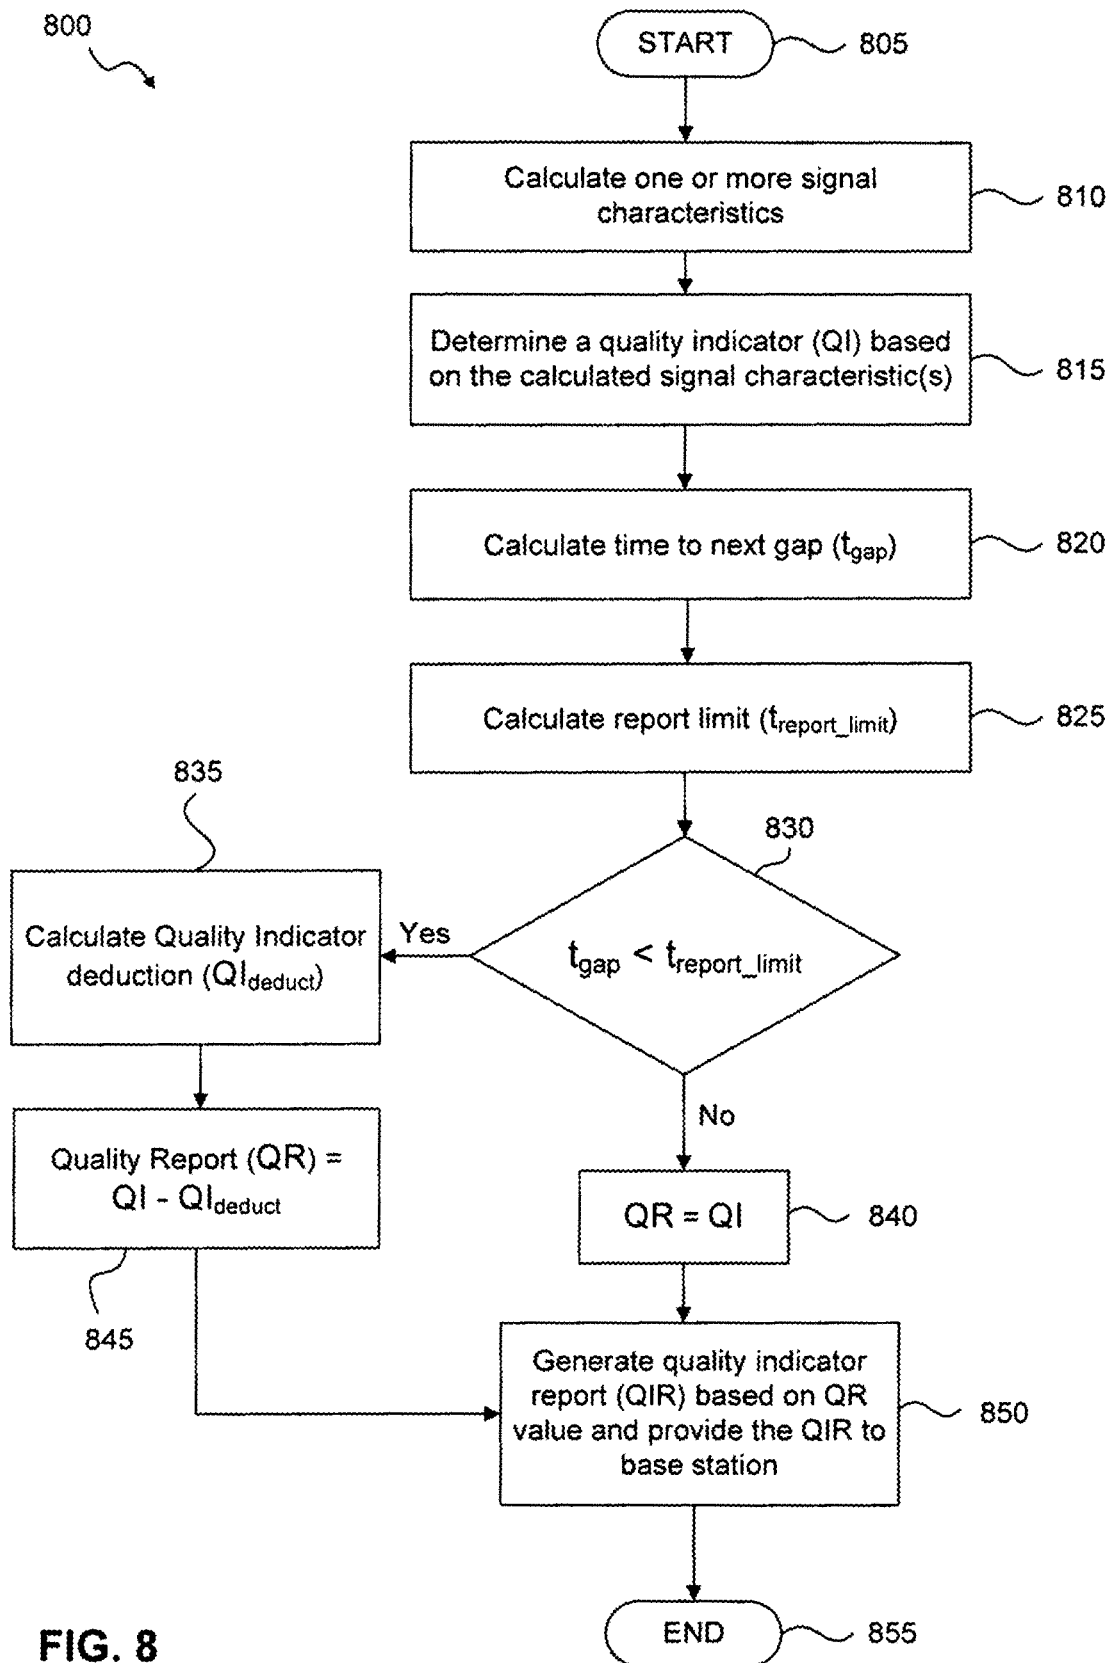 800
START
805
Calculate one or more signal
characteristics
810
Determine a quality indicator (QI) based
on the calculated signal characteristic(s)
815
Calculate time to next gap (tgap)
820
Calculate report limit (treport_limit)
825
835
830
Calculate Quality Indicator
deduction (QIdeduct)
Yes
tgap < treport_limit
No
Quality Report (QR) =
QI - QIdeduct
845
QR = QI
840
Generate quality indicator
report (QIR) based on QR
value and provide the QIR to
base station
850
END
855
FIG. 8